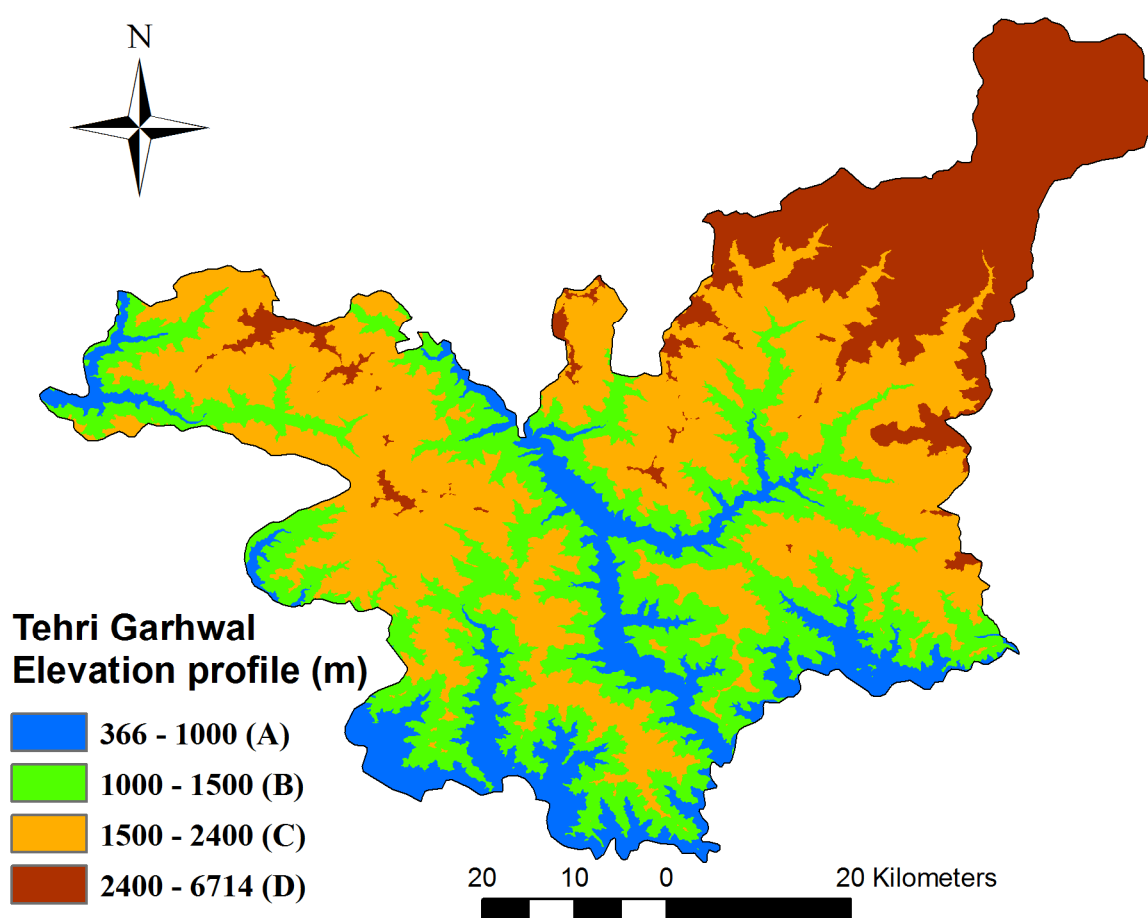 N
Tehri Garhwal
Elevation profile (m)
366 - 1000 (A)
1000 - 1500 (B)
1500 - 2400 (C)
2400 - 6714 (D)
20 10 0 20 Kilometers